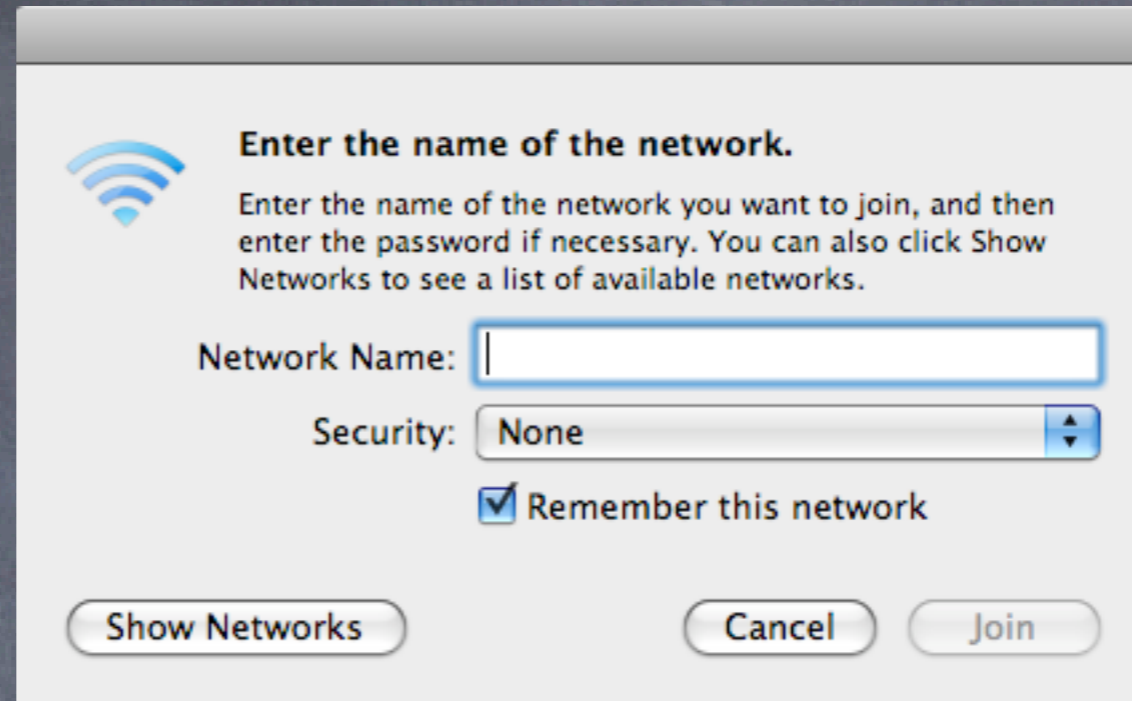 Enter the name of the network.
Enter the name of the network you want to join, and then
enter the password if necessary. You can also click Show
Networks to see a list of available networks.
Network Name:
Security: None
Remember this network
Show Networks Cancel Join